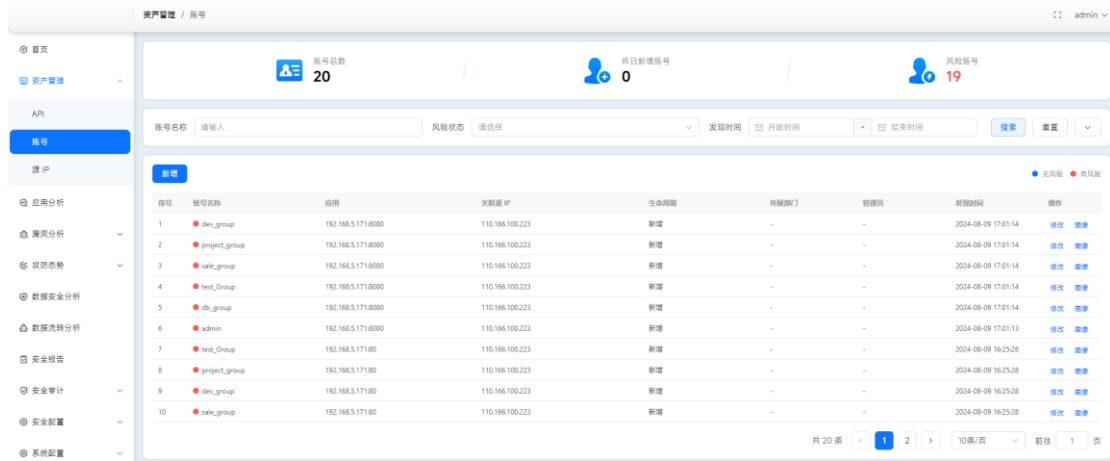 资产管理 / 账号
admin
首页
资产管理
API
账号
源 IP
应用分析
漏洞分析
攻防态势
数据安全分析
数据流转分析
安全报告
安全审计
安全配置
系统配置
账号总数
20
昨日新增账号
0
风险账号
19
账号名称 请输入 风险状态 请选择 发现时间 开始时间 - 结束时间 搜索 重置
新增 无风险 有风险
序号 账号名称 应用 关联源 IP 生命周期 所属部门 管理员 发现时间 操作
1 dev_group 192.168.5.171:8080 110.166.100.223 新增 - - 2024-08-09 17:01:14 修改 画像
2 project_group 192.168.5.171:8080 110.166.100.223 新增 - - 2024-08-09 17:01:14 修改 画像
3 sale_group 192.168.5.171:8080 110.166.100.223 新增 - - 2024-08-09 17:01:14 修改 画像
4 test_Group 192.168.5.171:8080 110.166.100.223 新增 - - 2024-08-09 17:01:14 修改 画像
5 db_group 192.168.5.171:8080 110.166.100.223 新增 - - 2024-08-09 17:01:14 修改 画像
6 admin 192.168.5.171:8080 110.166.100.223 新增 - - 2024-08-09 17:01:13 修改 画像
7 test_Group 192.168.5.171:80 110.166.100.223 新增 - - 2024-08-09 16:25:28 修改 画像
8 project_group 192.168.5.171:80 110.166.100.223 新增 - - 2024-08-09 16:25:28 修改 画像
9 dev_group 192.168.5.171:80 110.166.100.223 新增 - - 2024-08-09 16:25:28 修改 画像
10 sale_group 192.168.5.171:80 110.166.100.223 新增 - - 2024-08-09 16:25:28 修改 画像
共 20 条 < 1 2 > 10条/页 前往 1 页